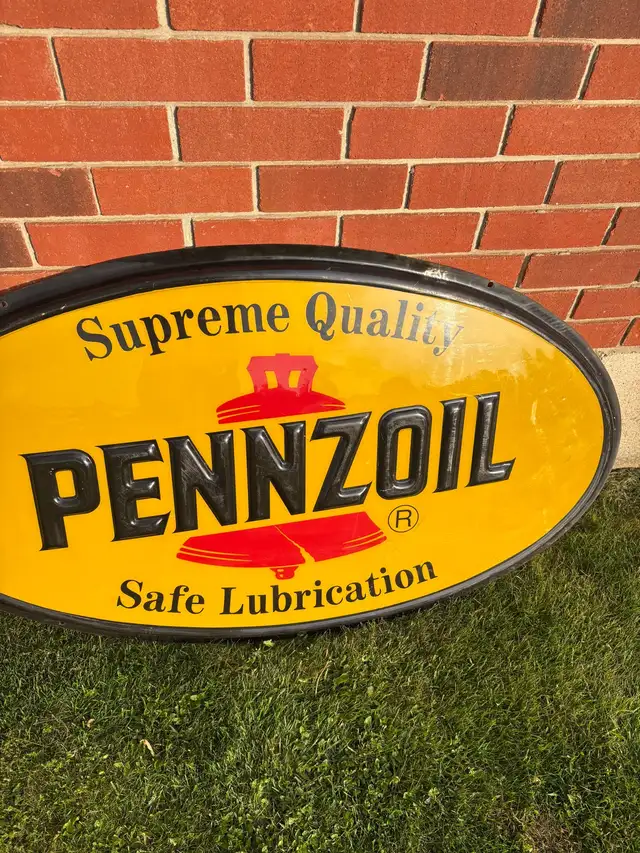 Supreme Quality
PENNZOIL
®
Safe Lubrication